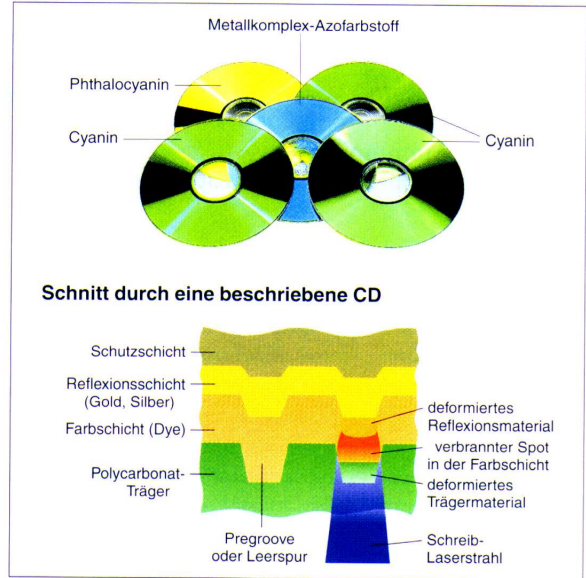 Metallkomplex-Azofarbstoff
Phthalocyanin
Cyanin
Cyanin
Schnitt durch eine beschriebene CD
Schutzschicht
Reflexionsschicht
(Gold, Silber)
Farbschicht (Dye)
Polycarbonat-
Träger
Pregroove
oder Leerspur
deformiertes
Reflexionsmaterial
verbrannter Spot
in der Farbschicht
deformiertes
Trägermaterial
Schreib-
Laserstrahl